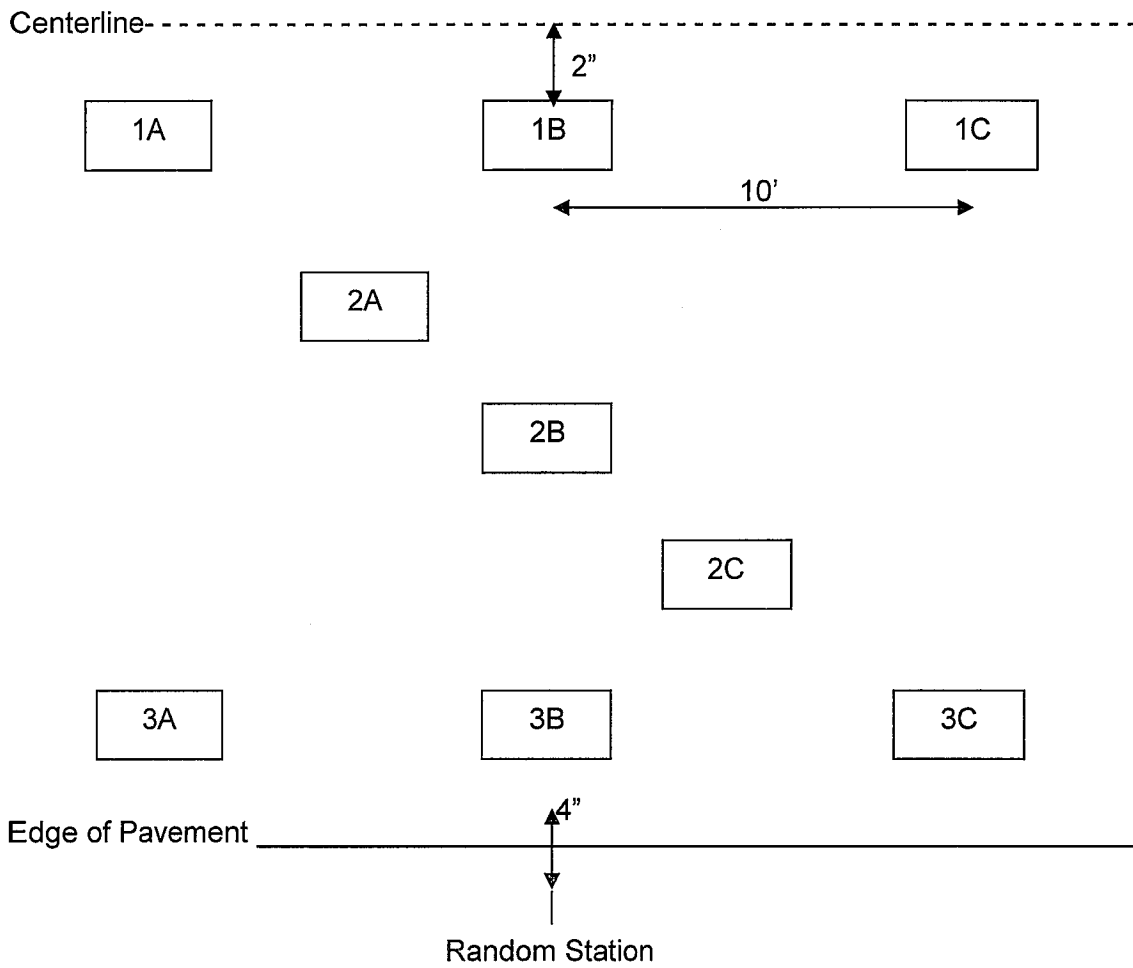 Centerline
2”
1A 1B 1C
10’
2A
2B
2C
3A 3B 3C
4”
Edge of Pavement
Random Station